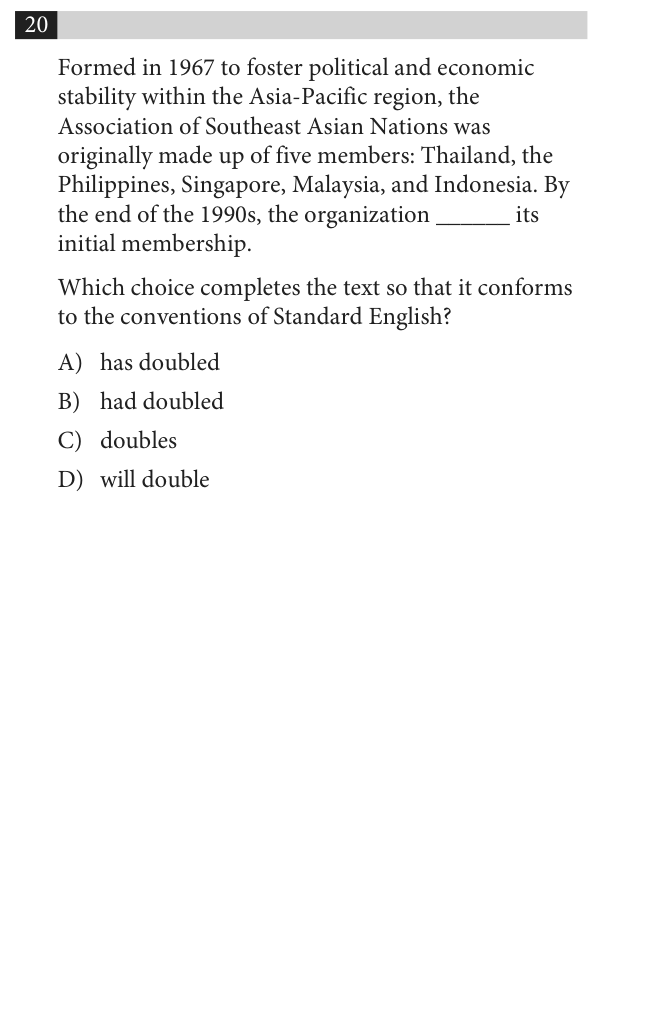 20
Formed in 1967 to foster political and economic
stability within the Asia-Pacific region, the
Association of Southeast Asian Nations was
originally made up of five members: Thailand, the
Philippines, Singapore, Malaysia, and Indonesia. By
the end of the 1990s, the organization ______ its
initial membership.
Which choice completes the text so that it conforms
to the conventions of Standard English?
A) has doubled
B) had doubled
C) doubles
D) will double